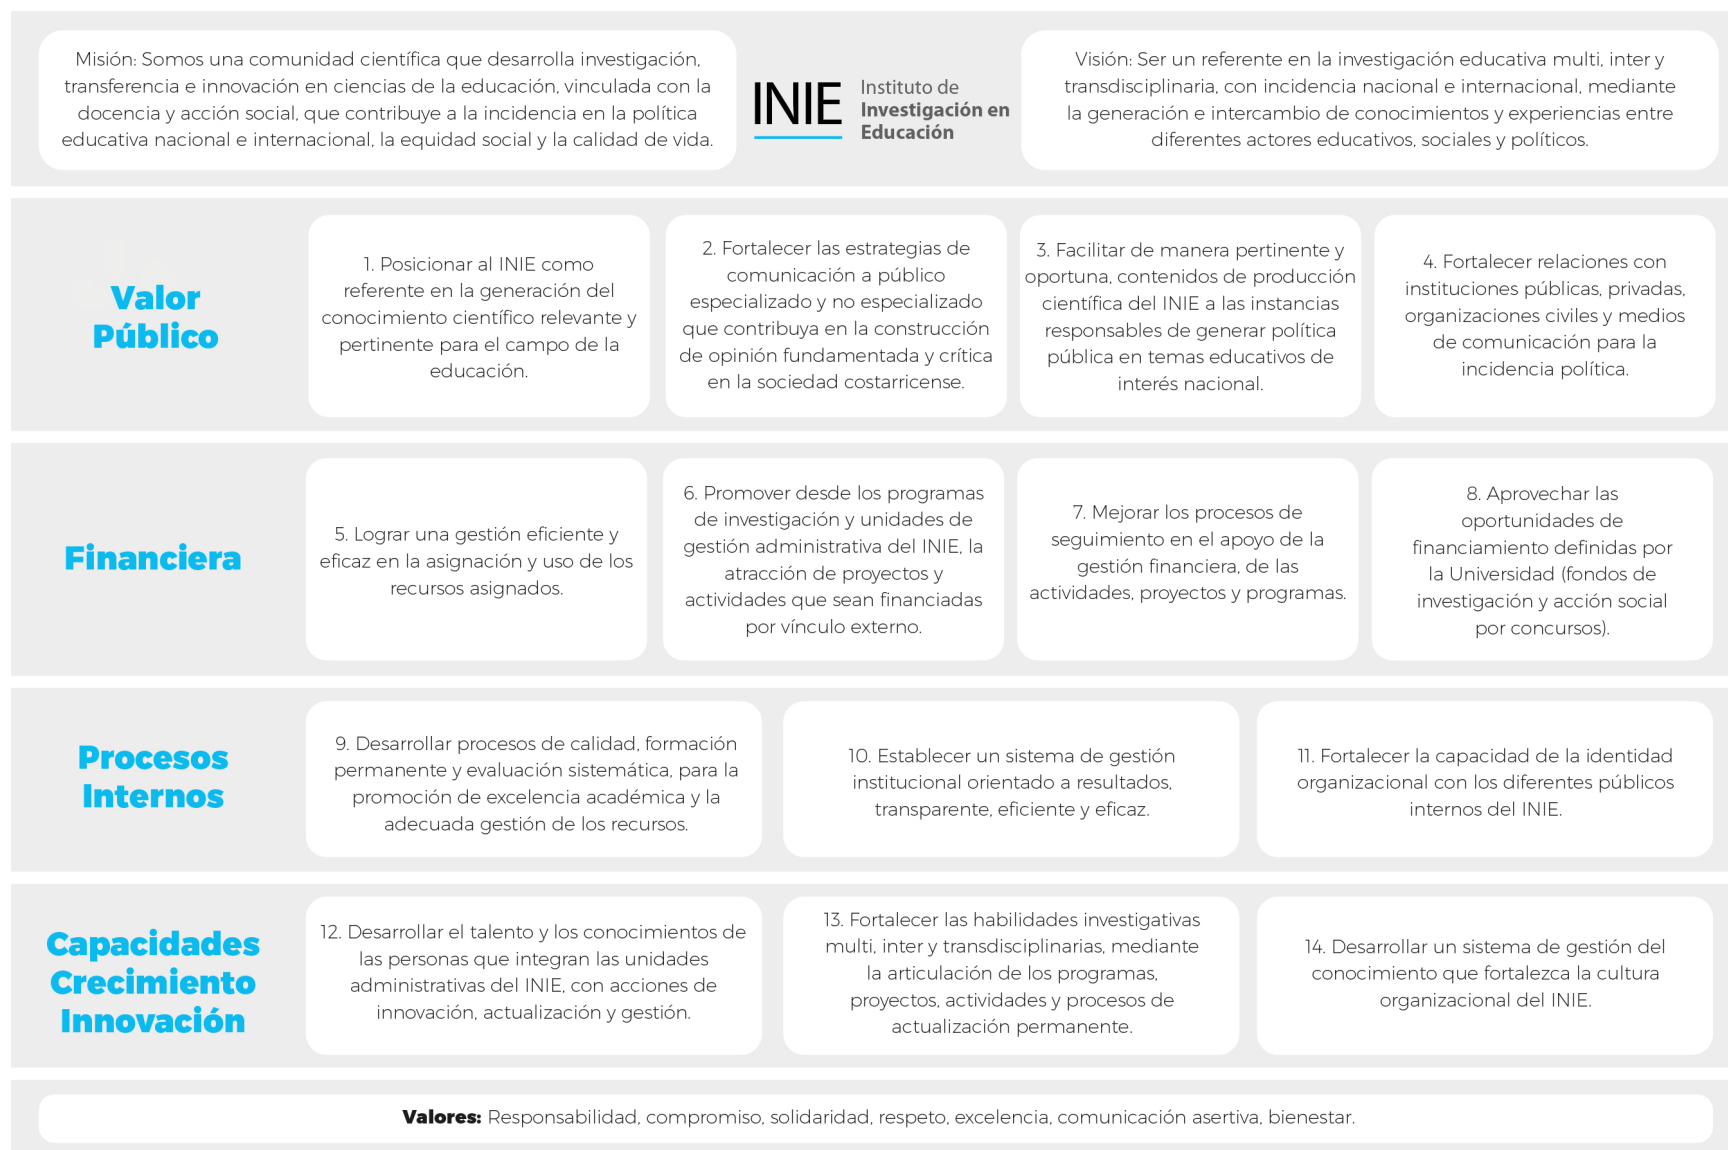 Misión: Somos una comunidad científica que desarrolla investigación,
transferencia e innovación en ciencias de la educación, vinculada con la
docencia y acción social, que contribuye a la incidencia en la política
educativa nacional e internacional, la equidad social y la calidad de vida.
INIE
Instituto de
Investigación en
Educación
Visión: Ser un referente en la investigación educativa multi, inter y
transdisciplinaria, con incidencia nacional e internacional, mediante
la generación e intercambio de conocimientos y experiencias entre
diferentes actores educativos, sociales y políticos.
Valor
Público
1. Posicionar al INIE como
referente en la generación del
conocimiento científico relevante y
pertinente para el campo de la
educación.
2. Fortalecer las estrategias de
comunicación a público
especializado y no especializado
que contribuya en la construcción
de opinión fundamentada y crítica
en la sociedad costarricense.
3. Facilitar de manera pertinente y
oportuna, contenidos de producción
científica del INIE a las instancias
responsables de generar política
pública en temas educativos de
interés nacional.
4. Fortalecer relaciones con
instituciones públicas, privadas,
organizaciones civiles y medios
de comunicación para la
incidencia política.
Financiera
5. Lograr una gestión eficiente y
eficaz en la asignación y uso de los
recursos asignados.
6. Promover desde los programas
de investigación y unidades de
gestión administrativa del INIE, la
atracción de proyectos y
actividades que sean financiadas
por vínculo externo.
7. Mejorar los procesos de
seguimiento en el apoyo de la
gestión financiera, de las
actividades, proyectos y programas.
8. Aprovechar las
oportunidades de
financiamiento definidas por
la Universidad (fondos de
investigación y acción social
por concursos).
Procesos
Internos
9. Desarrollar procesos de calidad, formación
permanente y evaluación sistemática, para la
promoción de excelencia académica y la
adecuada gestión de los recursos.
10. Establecer un sistema de gestión
institucional orientado a resultados,
transparente, eficiente y eficaz.
11. Fortalecer la capacidad de la identidad
organizacional con los diferentes públicos
internos del INIE.
Capacidades
Crecimiento
Innovación
12. Desarrollar el talento y los conocimientos de
las personas que integran las unidades
administrativas del INIE, con acciones de
innovación, actualización y gestión.
13. Fortalecer las habilidades investigativas
multi, inter y transdisciplinarias, mediante
la articulación de los programas,
proyectos, actividades y procesos de
actualización permanente.
14. Desarrollar un sistema de gestión del
conocimiento que fortalezca la cultura
organizacional del INIE.
Valores: Responsabilidad, compromiso, solidaridad, respeto, excelencia, comunicación asertiva, bienestar.